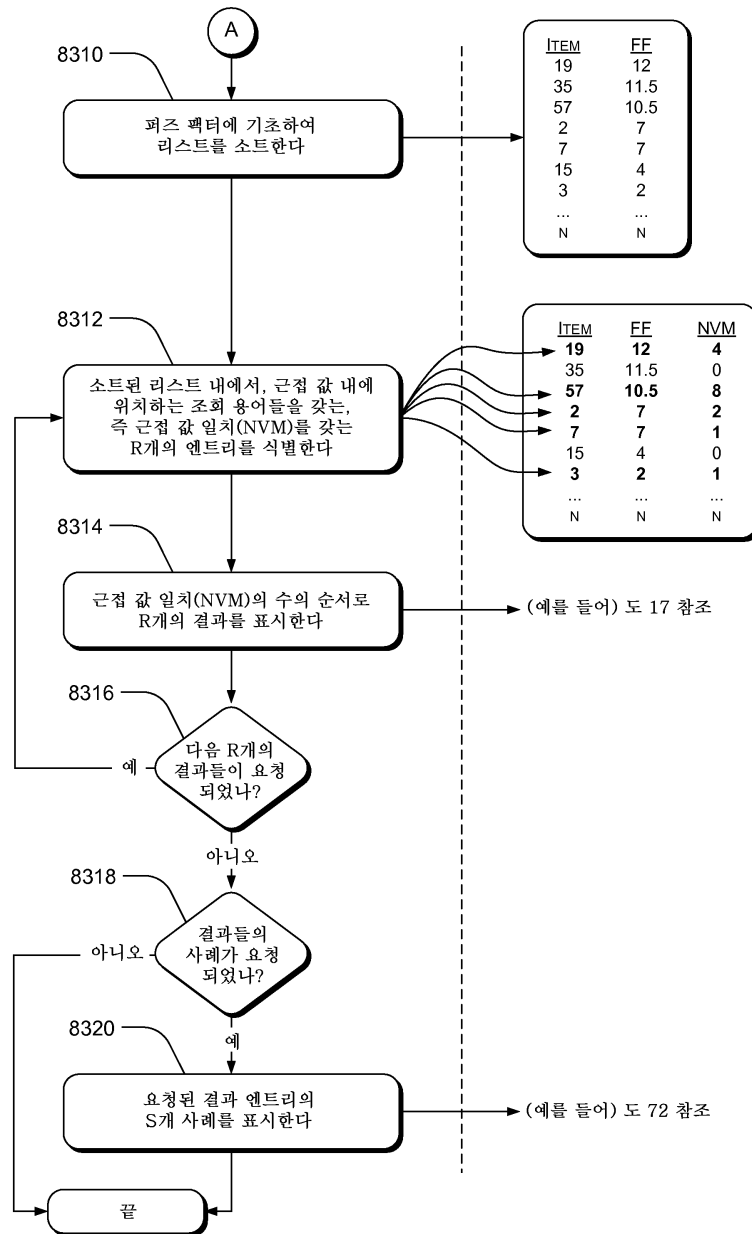 A
8310
퍼즈 팩터에 기초하여
리스트를 소트한다
ITEM FF
19 12
35 11.5
57 10.5
2 7
7 7
15 4
3 2
... ...
N N
8312
소트된 리스트 내에서, 근접 값 내에
위치하는 조회 용어들을 갖는,
즉 근접 값 일치(NVM)를 갖는
R개의 엔트리를 식별한다
ITEM FF NVM
19 12 4
35 11.5 0
57 10.5 8
2 7 2
7 7 1
15 4 0
3 2 1
... ... ...
N N N
8314
근접 값 일치(NVM)의 수의 순서로
R개의 결과를 표시한다
(예를 들어) 도 17 참조
8316
다음 R개의
결과들이 요청
되었나?
예
아니오
8318
결과들의
사례가 요청
되었나?
아니오
예
8320
요청된 결과 엔트리의
S개 사례를 표시한다
(예를 들어) 도 72 참조
끝